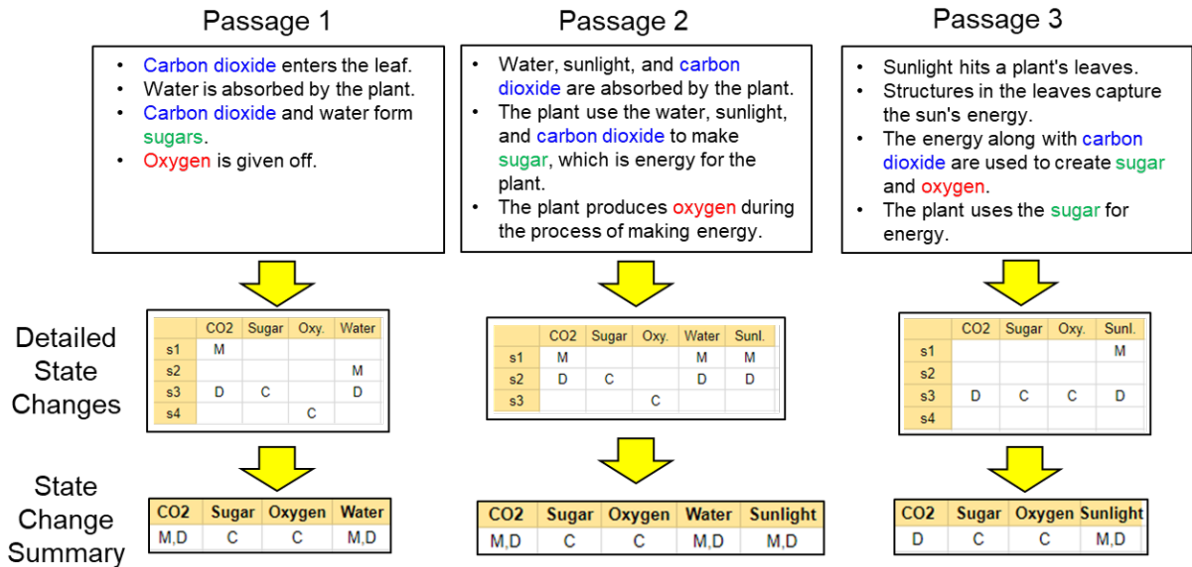 Passage 1
• Carbon dioxide enters the leaf.
• Water is absorbed by the plant.
• Carbon dioxide and water form
sugars.
• Oxygen is given off.
Passage 2
• Water, sunlight, and carbon
dioxide are absorbed by the plant.
• The plant use the water, sunlight,
and carbon dioxide to make
sugar, which is energy for the
plant.
• The plant produces oxygen during
the process of making energy.
Passage 3
• Sunlight hits a plant's leaves.
• Structures in the leaves capture
the sun's energy.
• The energy along with carbon
dioxide are used to create sugar
and oxygen.
• The plant uses the sugar for
energy.
Detailed
State
Changes
CO2 Sugar Oxy. Water
s1 M
s2 M
s3 D C D
s4 C
CO2 Sugar Oxy. Water Sunl.
s1 M M M
s2 D C D D
s3 C
CO2 Sugar Oxy. Sunl.
s1 M
s2
s3 D C C D
s4
State
Change
Summary
CO2 Sugar Oxygen Water
M,D C C M,D
CO2 Sugar Oxygen Water Sunlight
M,D C C M,D M,D
CO2 Sugar Oxygen Sunlight
D C C M,D